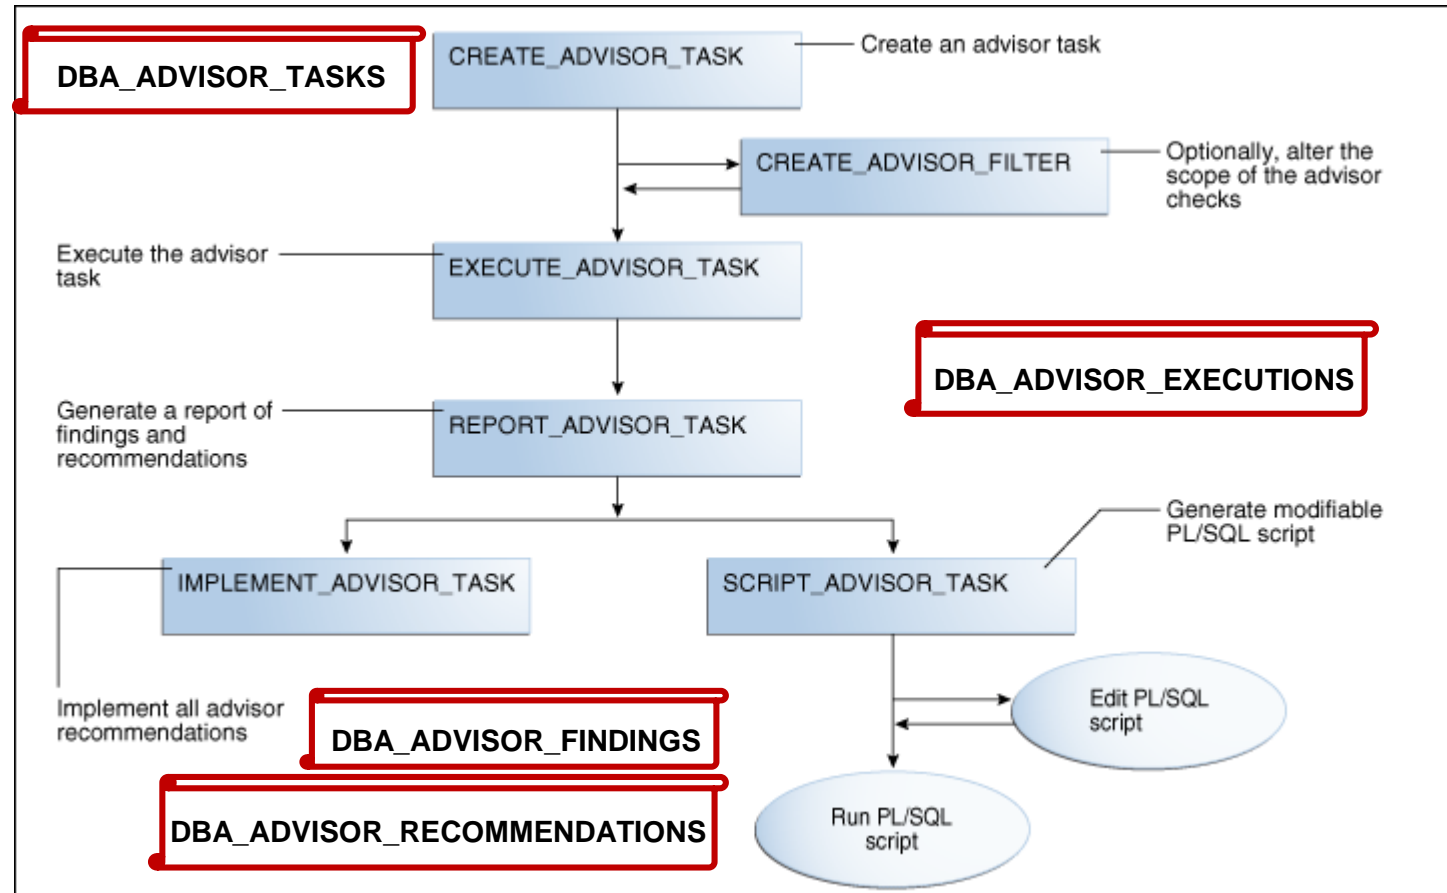 DBA_ADVISOR_TASKS
CREATE_ADVISOR_TASK
Create an advisor task
CREATE_ADVISOR_FILTER
Optionally, alter the
scope of the advisor
checks
Execute the advisor
task
EXECUTE_ADVISOR_TASK
DBA_ADVISOR_EXECUTIONS
Generate a report of
findings and
recommendations
REPORT_ADVISOR_TASK
Generate modifiable
PL/SQL script
IMPLEMENT_ADVISOR_TASK
SCRIPT_ADVISOR_TASK
Implement all advisor
recommendations
Edit PL/SQL
script
DBA_ADVISOR_FINDINGS
DBA_ADVISOR_RECOMMENDATIONS
Run PL/SQL
script